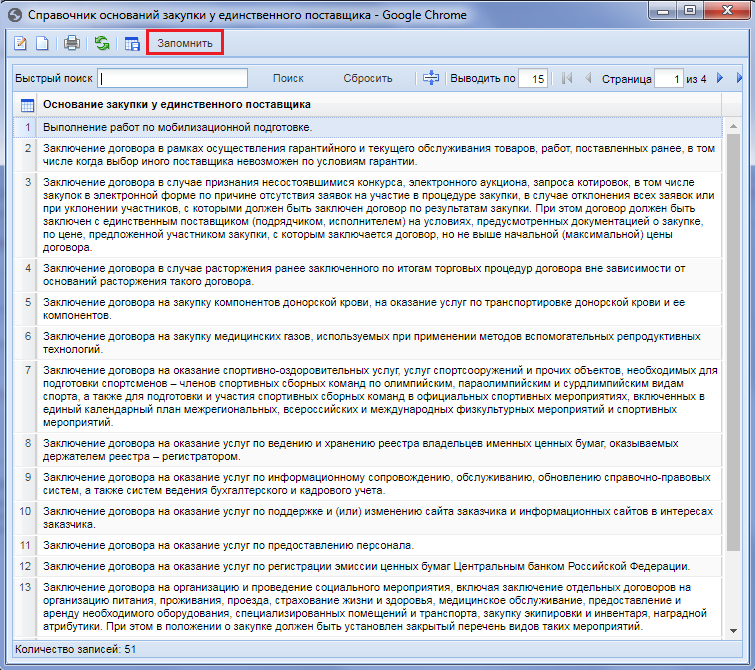 Справочник оснований закупки у единственного поставщика - Google Chrome
Запомнить
Быстрый поиск Поиск Сбросить Выводить по 15 Страница 1 из 4
Основание закупки у единственного поставщика
1 Выполнение работ по мобилизационной подготовке.
2 Заключение договора в рамках осуществления гарантийного и текущего обслуживания товаров, работ, поставленных ранее, в том
числе когда выбор иного поставщика невозможен по условиям гарантии.
3 Заключение договора в случае признания несостоявшимися конкурса, электронного аукциона, запроса котировок, в том числе
закупок в электронной форме по причине отсутствия заявок на участие в процедуре закупки, в случае отклонения всех заявок или
при уклонении участников, с которыми должен быть заключен договор по результатам закупки. При этом договор должен быть
заключен с единственным поставщиком (подрядчиком, исполнителем) на условиях, предусмотренных документацией о закупке,
по цене, предложенной участником закупки, с которым заключается договор, но не выше начальной (максимальной) цены
договора.
4 Заключение договора в случае расторжения ранее заключенного по итогам торговых процедур договора вне зависимости от
оснований расторжения такого договора.
5 Заключение договора на закупку компонентов донорской крови, на оказание услуг по транспортировке донорской крови и ее
компонентов.
6 Заключение договора на закупку медицинских газов, используемых при применении методов вспомогательных репродуктивных
технологий.
7 Заключение договора на оказание спортивно-оздоровительных услуг, услуг спортсооружений и прочих объектов, необходимых для
подготовки спортсменов – членов спортивных сборных команд по олимпийским, параолимпийским и сурдлимпийским видам
спорта, а также для подготовки и участия спортивных сборных команд в официальных спортивных мероприятиях, включенных в
единый календарный план межрегиональных, всероссийских и международных физкультурных мероприятий и спортивных
мероприятий.
8 Заключение договора на оказание услуг по ведению и хранению реестра владельцев именных ценных бумаг, оказываемых
держателем реестра – регистратором.
9 Заключение договора на оказание услуг по информационному сопровождению, обслуживанию, обновлению справочно-правовых
систем, а также систем ведения бухгалтерского и кадрового учета.
10 Заключение договора на оказание услуг по поддержке и (или) изменению сайта заказчика и информационных сайтов в интересах
заказчика.
11 Заключение договора на оказание услуг по предоставлению персонала.
12 Заключение договора на оказание услуг по регистрации эмиссии ценных бумаг Центральным банком Российской Федерации.
13 Заключение договора на организацию и проведение социального мероприятия, включая заключение отдельных договоров на
организацию питания, проживания, проезда, страхование жизни и здоровья, медицинское обслуживание, предоставление и
аренду необходимого оборудования, специализированных помещений и транспорта, закупку экипировки и инвентаря, наградной
атрибутики. При этом в положении о закупке должен быть установлен закрытый перечень видов таких мероприятий.
Количество записей: 51